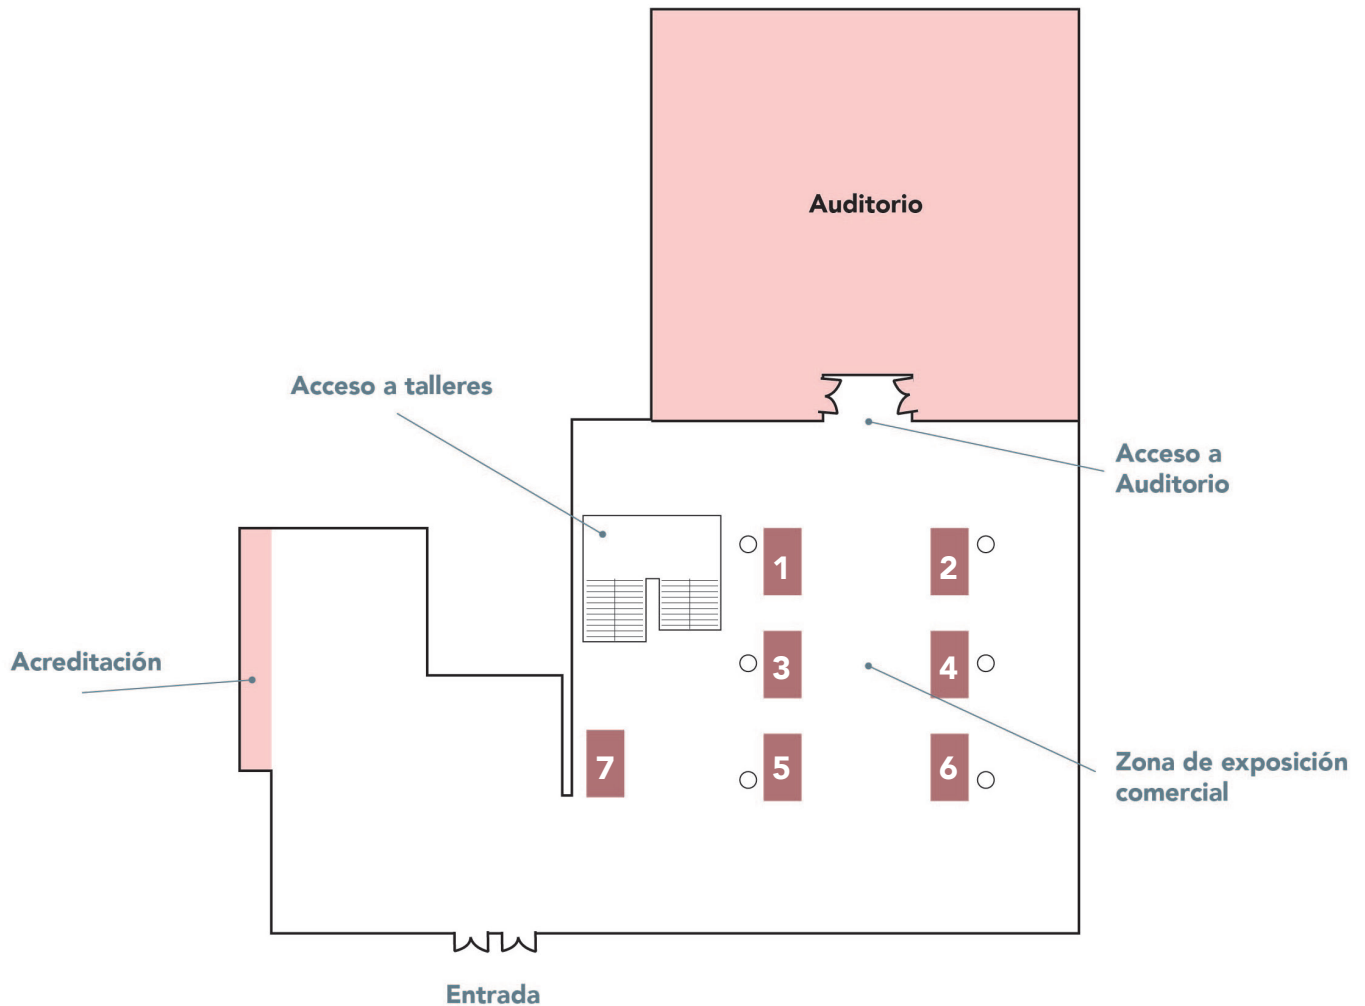 Auditorio
Acceso a talleres
Acceso a
Auditorio
1
2
Acreditación
3
4
7
5
6
Zona de exposición
comercial
Entrada